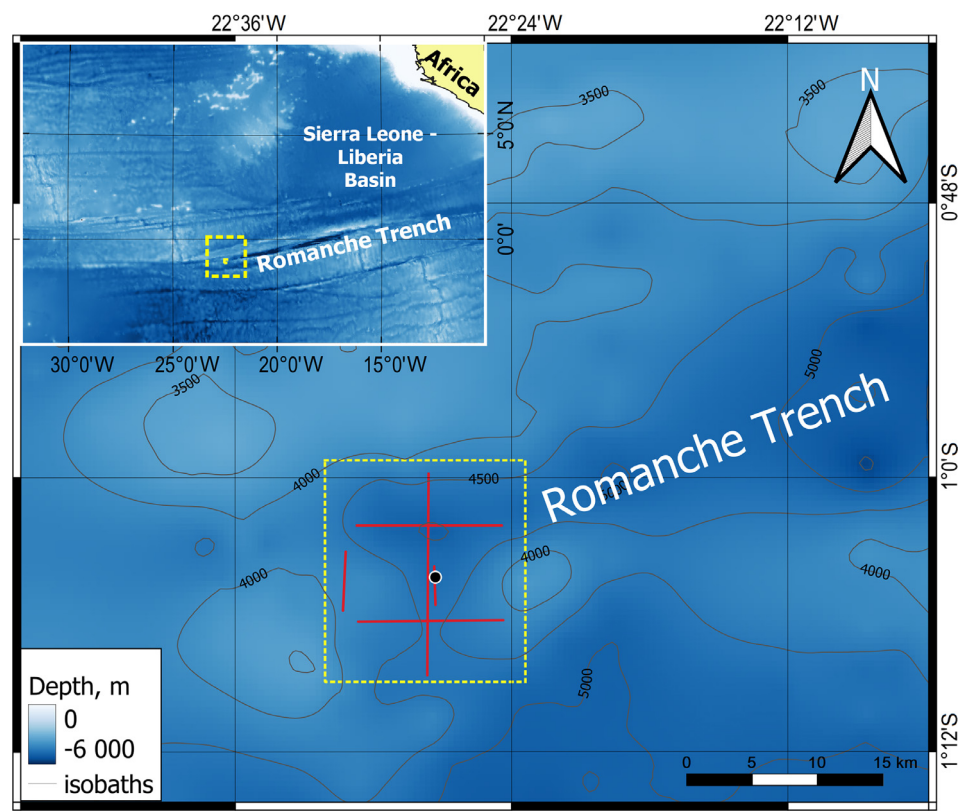 22°36'W 22°24'W 22°12'W
Africa
Sierra Leone -
Liberia
Basin
Romanche Trench
5°0'N
0°0'
30°0'W 25°0'W 20°0'W 15°0'W
3500
3500
N
0°48'S
5000
3500
Romanche Trench
4000
4500
5000
1°0'S
4000
4000
4000
5000
Depth, m
0
-6 000
isobaths
0 5 10 15 km
1°12'S